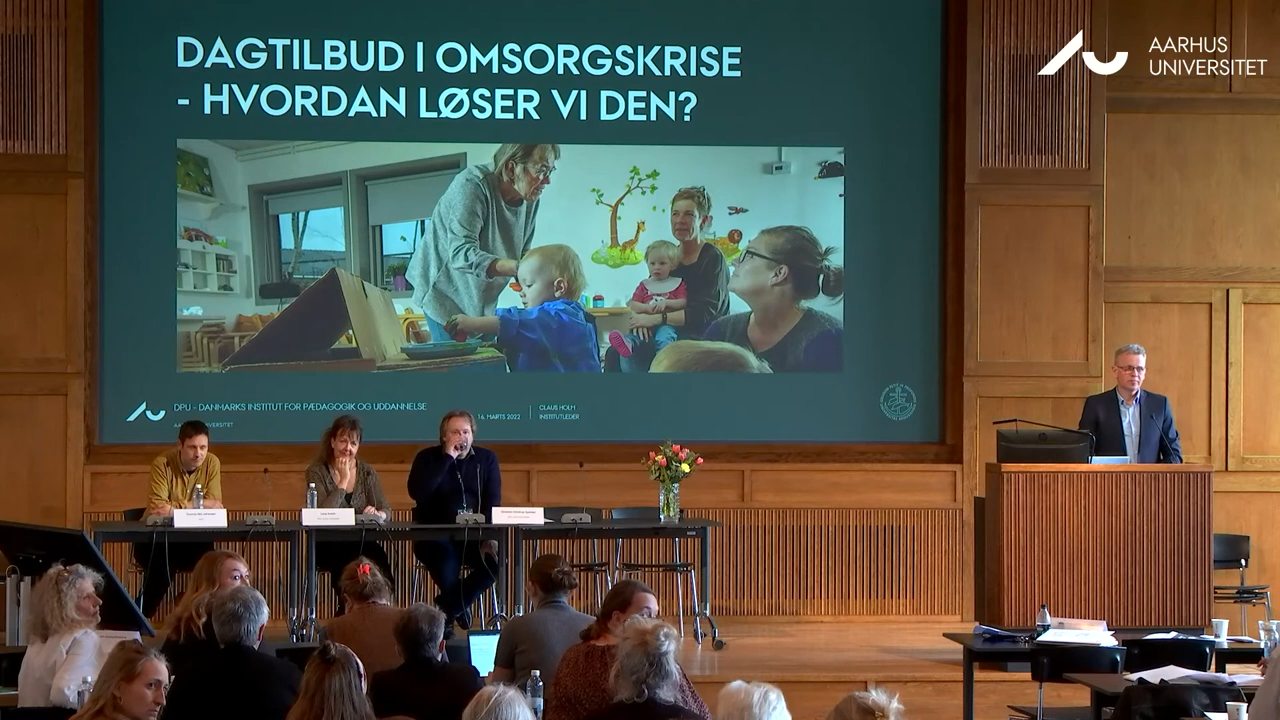 DAGTILBUD I OMSORGSKRISE
- HVORDAN LØSER VI DEN?
AARHUS
UNIVERSITET
DPU - DANMARKS INSTITUT FOR PÆDAGOGIK OG UDDANNELSE
16. MARTS 2022
CLAUS HOLM
INSTITUTLEDER